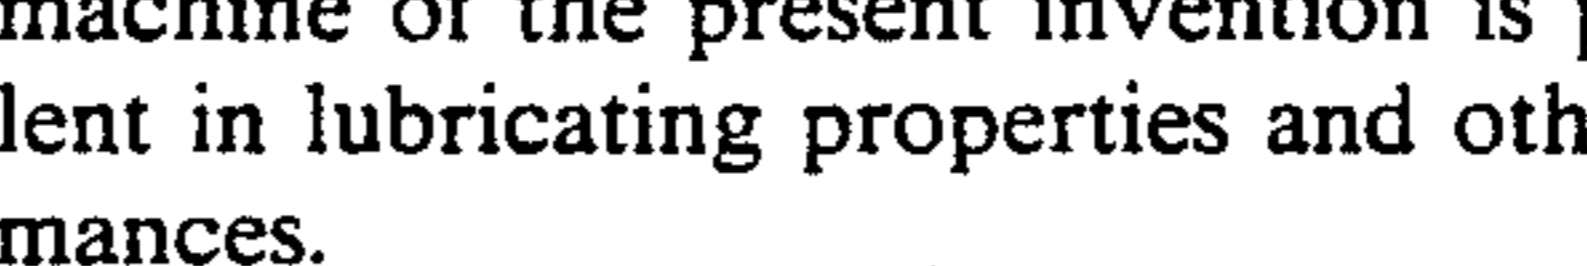 machine of the present invention is
lent in lubricating properties and oth
mances.